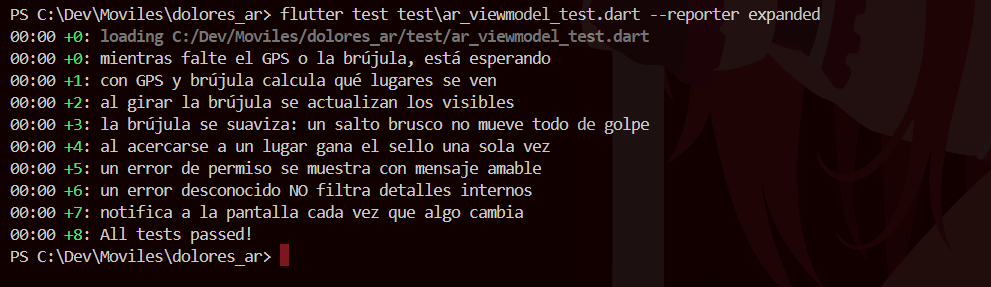 PS C:\Dev\Moviles\dolores_ar> flutter test test\ar_viewmodel_test.dart --reporter expanded
00:00 +0: loading C:/Dev/Moviles/dolores_ar/test/ar_viewmodel_test.dart
00:00 +0: mientras falte el GPS o la brújula, está esperando
00:00 +1: con GPS y brújula calcula qué lugares se ven
00:00 +2: al girar la brújula se actualizan los visibles
00:00 +3: la brújula se suaviza: un salto brusco no mueve todo de golpe
00:00 +4: al acercarse a un lugar gana el sello una sola vez
00:00 +5: un error de permiso se muestra con mensaje amable
00:00 +6: un error desconocido NO filtra detalles internos
00:00 +7: notifica a la pantalla cada vez que algo cambia
00:00 +8: All tests passed!
PS C:\Dev\Moviles\dolores_ar>